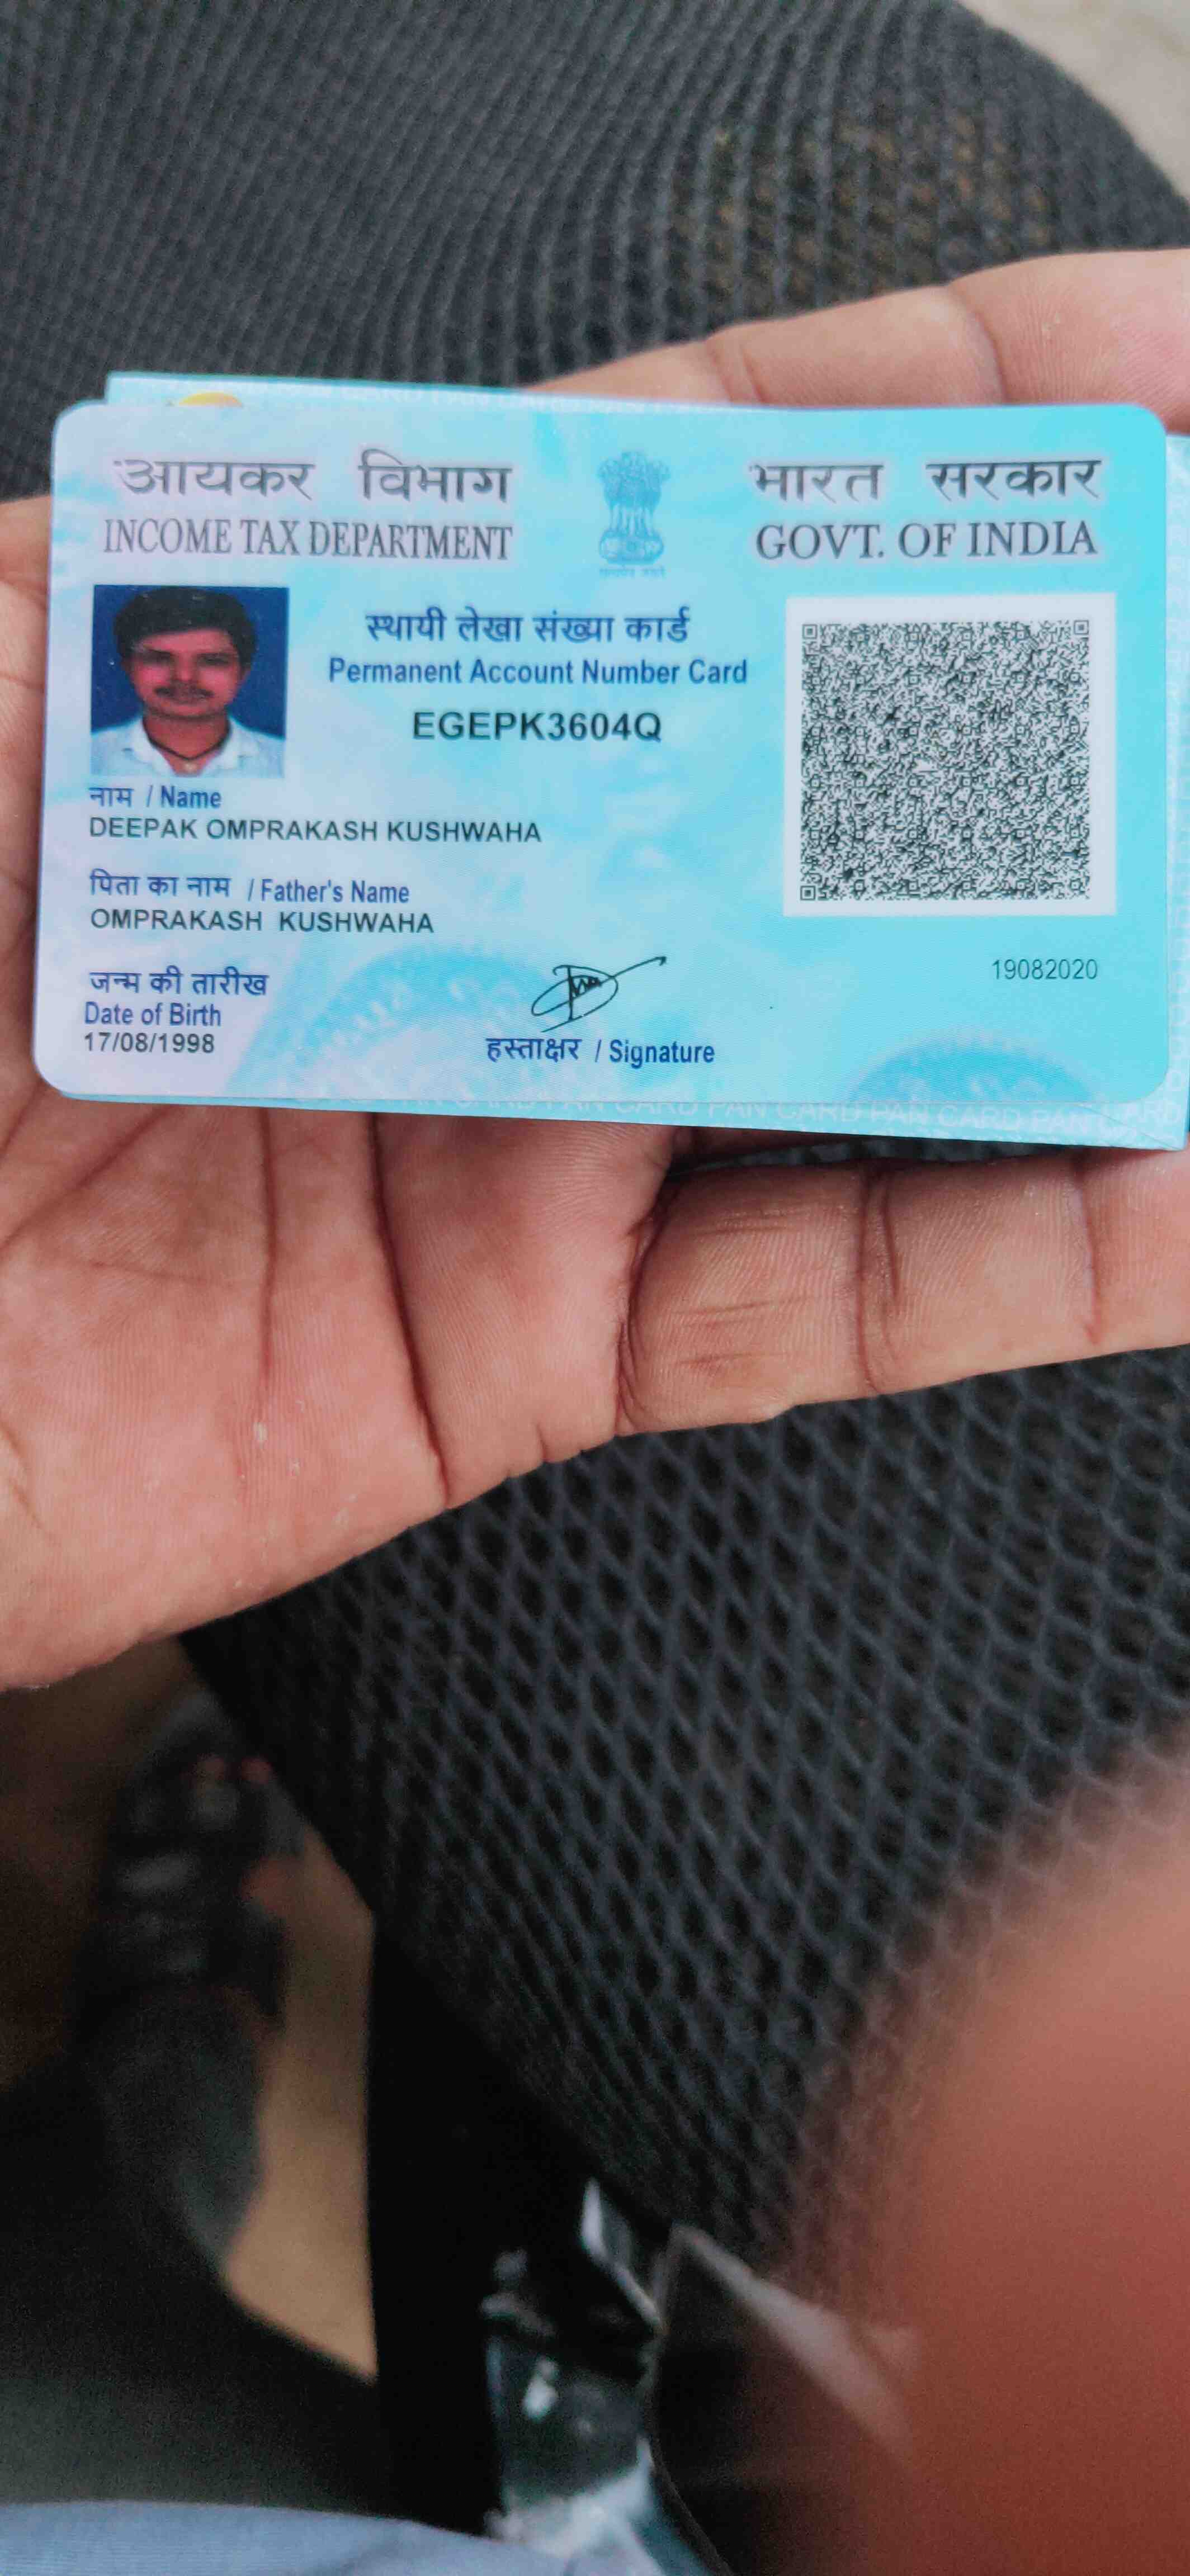 आयकर विभाग
INCOME TAX DEPARTMENT
भारत सरकार
GOVT. OF INDIA
स्थायी लेखा संख्या कार्ड
Permanent Account Number Card
EGEPK3604Q
नाम / Name
DEEPAK OMPRAKASH KUSHWAHA
पिता का नाम / Father's Name
OMPRAKASH KUSHWAHA
जन्म की तारीख
Date of Birth
17/08/1998
हस्ताक्षर / Signature
19082020
PAN CARD PAN CARD PAN CARD PAN CARD